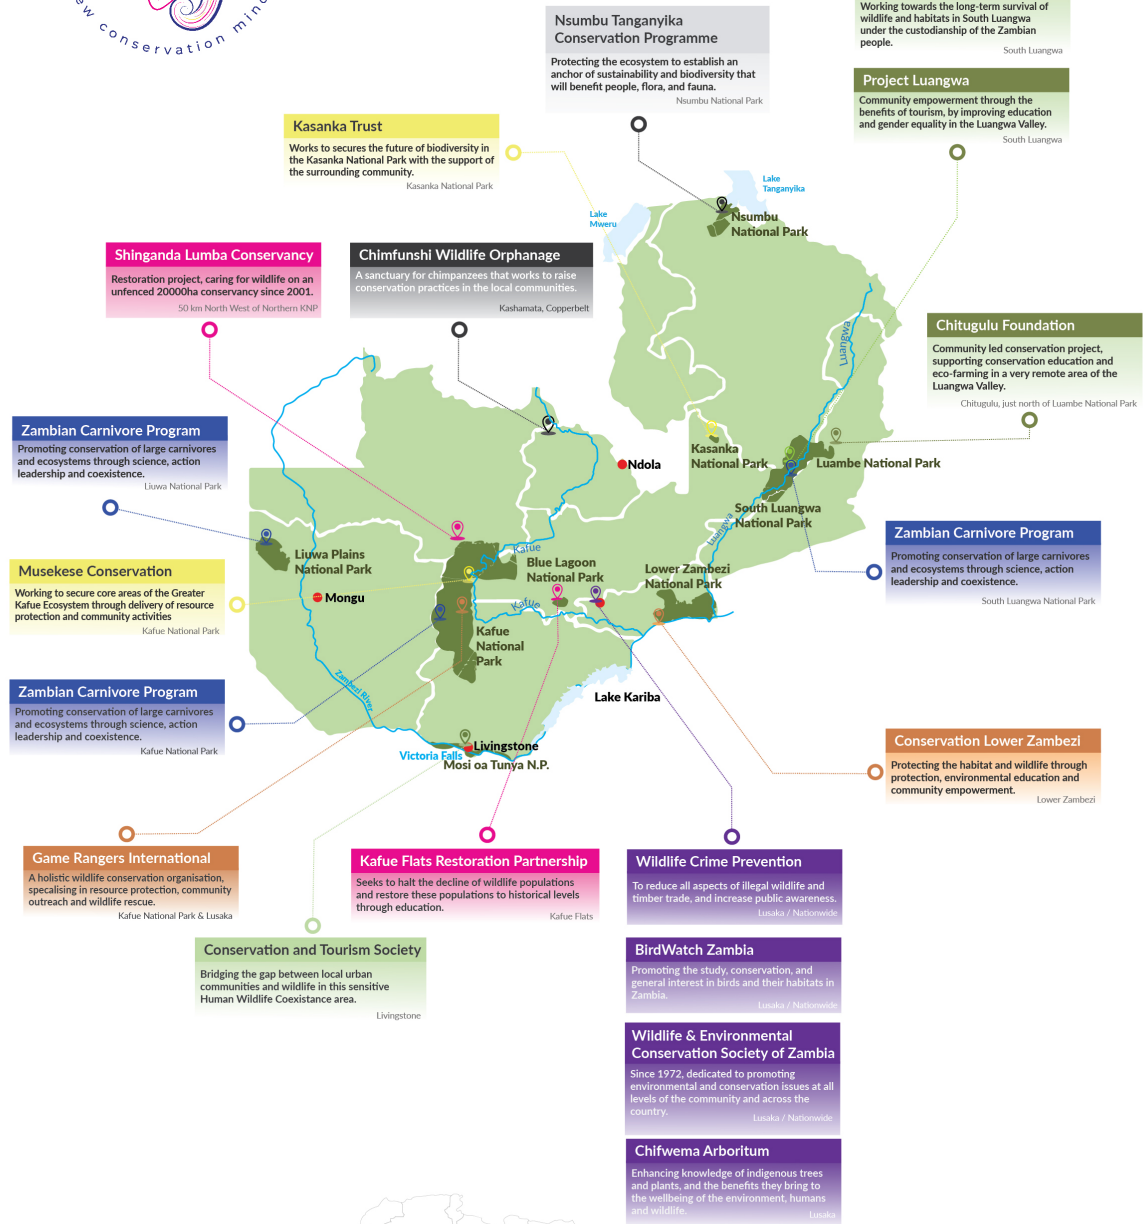 ew conservation min
Working towards the long-term survival of
wildlife and habitats in South Luangwa
under the custodianship of the Zambian
people.
South Luangwa
Nsumbu Tanganyika
Conservation Programme
Protecting the ecosystem to establish an
anchor of sustainability and biodiversity that
will benefit people, flora, and fauna.
Nsumbu National Park
Project Luangwa
Community empowerment through the
benefits of tourism, by improving education
and gender equality in the Luangwa Valley.
South Luangwa
Kasanka Trust
Works to secures the future of biodiversity in
the Kasanka National Park with the support of
the surrounding community.
Kasanka National Park
Shinganda Lumba Conservancy
Restoration project, caring for wildlife on an
unfenced 20000ha conservancy since 2001.
50 km North West of Northern KNP
Chimfunshi Wildlife Orphanage
A sanctuary for chimpanzees that works to raise
conservation practices in the local communities.
Kashamata, Copperbelt
Chitugulu Foundation
Community led conservation project,
supporting conservation education and
eco-farming in a very remote area of the
Luangwa Valley.
Chitugulu, just north of Luambe National Park
Zambian Carnivore Program
Promoting conservation of large carnivores
and ecosystems through science, action
leadership and coexistence.
Liuwa National Park
Musekese Conservation
Working to secure core areas of the Greater
Kafue Ecosystem through delivery of resource
protection and community activities
Kafue National Park
Zambian Carnivore Program
Promoting conservation of large carnivores
and ecosystems through science, action
leadership and coexistence.
Kafue National Park
Zambian Carnivore Program
Promoting conservation of large carnivores
and ecosystems through science, action
leadership and coexistence.
South Luangwa National Park
Conservation Lower Zambezi
Protecting the habitat and wildlife through
protection, environmental education and
community empowerment.
Lower Zambezi
Lake
Tanganyika
Lake
Mweru
Nsumbu
National Park
Luangwa
Kasanka
National Park
Luambe National Park
Ndola
South Luangwa
National Park
Luangwa
Liuwa Plains
National Park
Kafue
Blue Lagoon
National Park
Lower Zambezi
National Park
Mongu
Kafue
Kafue
National
Park
Zambezi River
Lake Kariba
Livingstone
Victoria Falls
Mosi oa Tunya N.P.
Game Rangers International
A holistic wildlife conservation organisation,
specalising in resource protection, community
outreach and wildlife rescue.
Kafue National Park & Lusaka
Kafue Flats Restoration Partnership
Seeks to halt the decline of wildlife populations
and restore these populations to historical levels
through education.
Kafue Flats
Wildlife Crime Prevention
To reduce all aspects of illegal wildlife and
timber trade, and increase public awareness.
Lusaka / Nationwide
Conservation and Tourism Society
Bridging the gap between local urban
communities and wildlife in this sensitive
Human Wildlife Coexistance area.
Livingstone
BirdWatch Zambia
Promoting the study, conservation, and
general interest in birds and their habitats in
Zambia.
Lusaka / Nationwide
Wildlife & Environmental
Conservation Society of Zambia
Since 1972, dedicated to promoting
environmental and conservation issues at all
levels of the community and across the
country.
Lusaka / Nationwide
Chifwema Arboritum
Enhancing knowledge of indigenous trees
and plants, and the benefits they bring to
the wellbeing of the environment, humans
and wildlife.
Lusaka